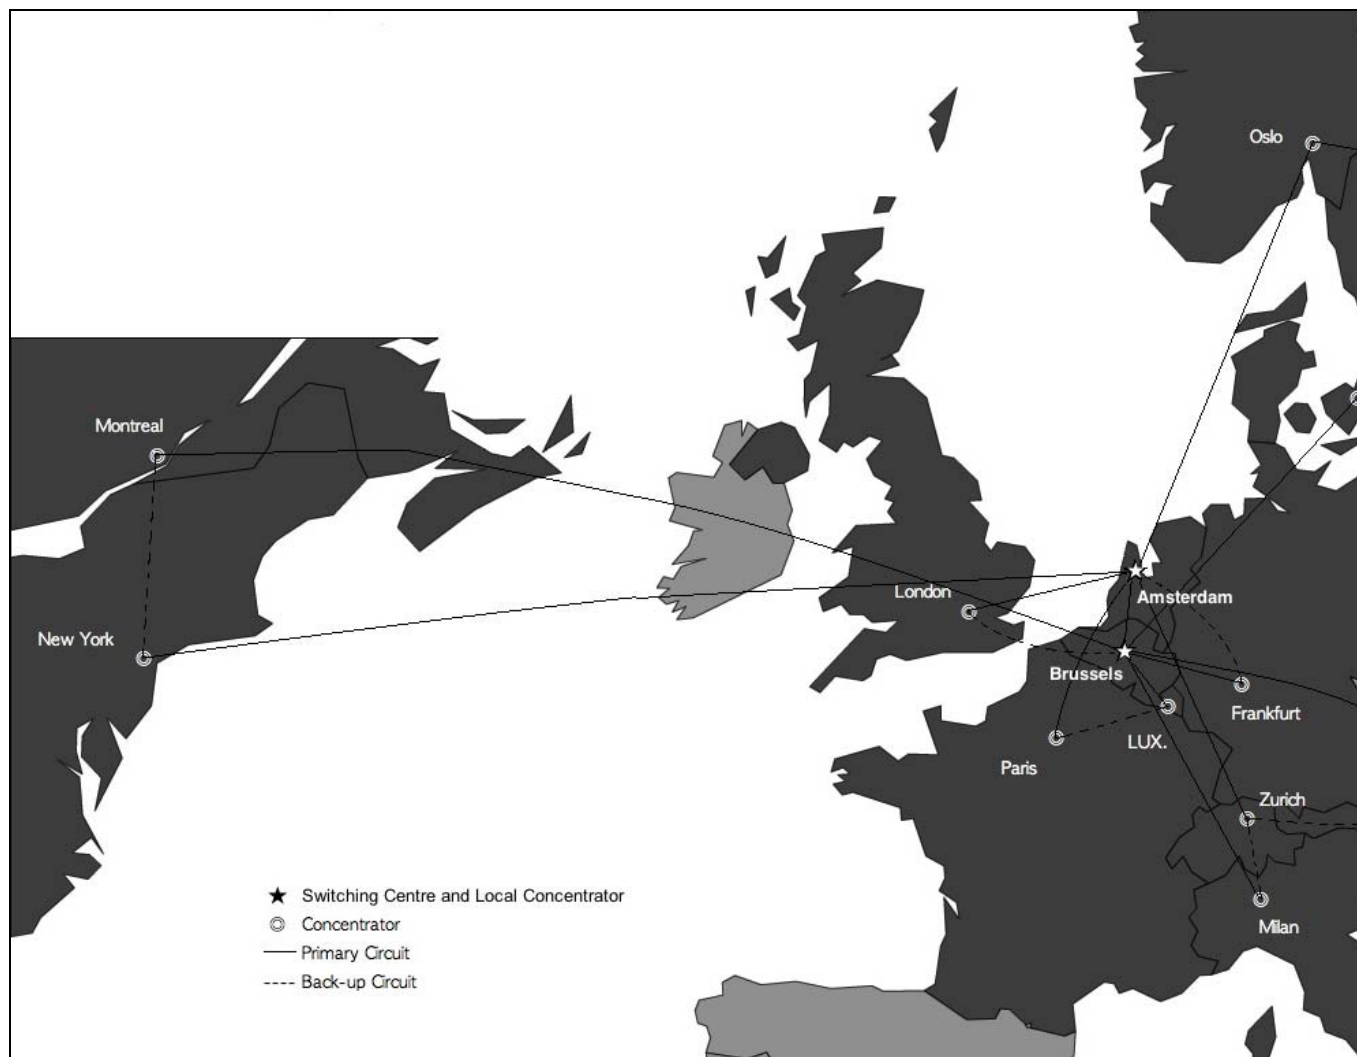 Oslo
Montreal
London
Amsterdam
New York
Brussels
Frankfurt
LUX.
Paris
Zurich
Switching Centre and Local Concentrator
Concentrator
Milan
Primary Circuit
Back-up Circuit